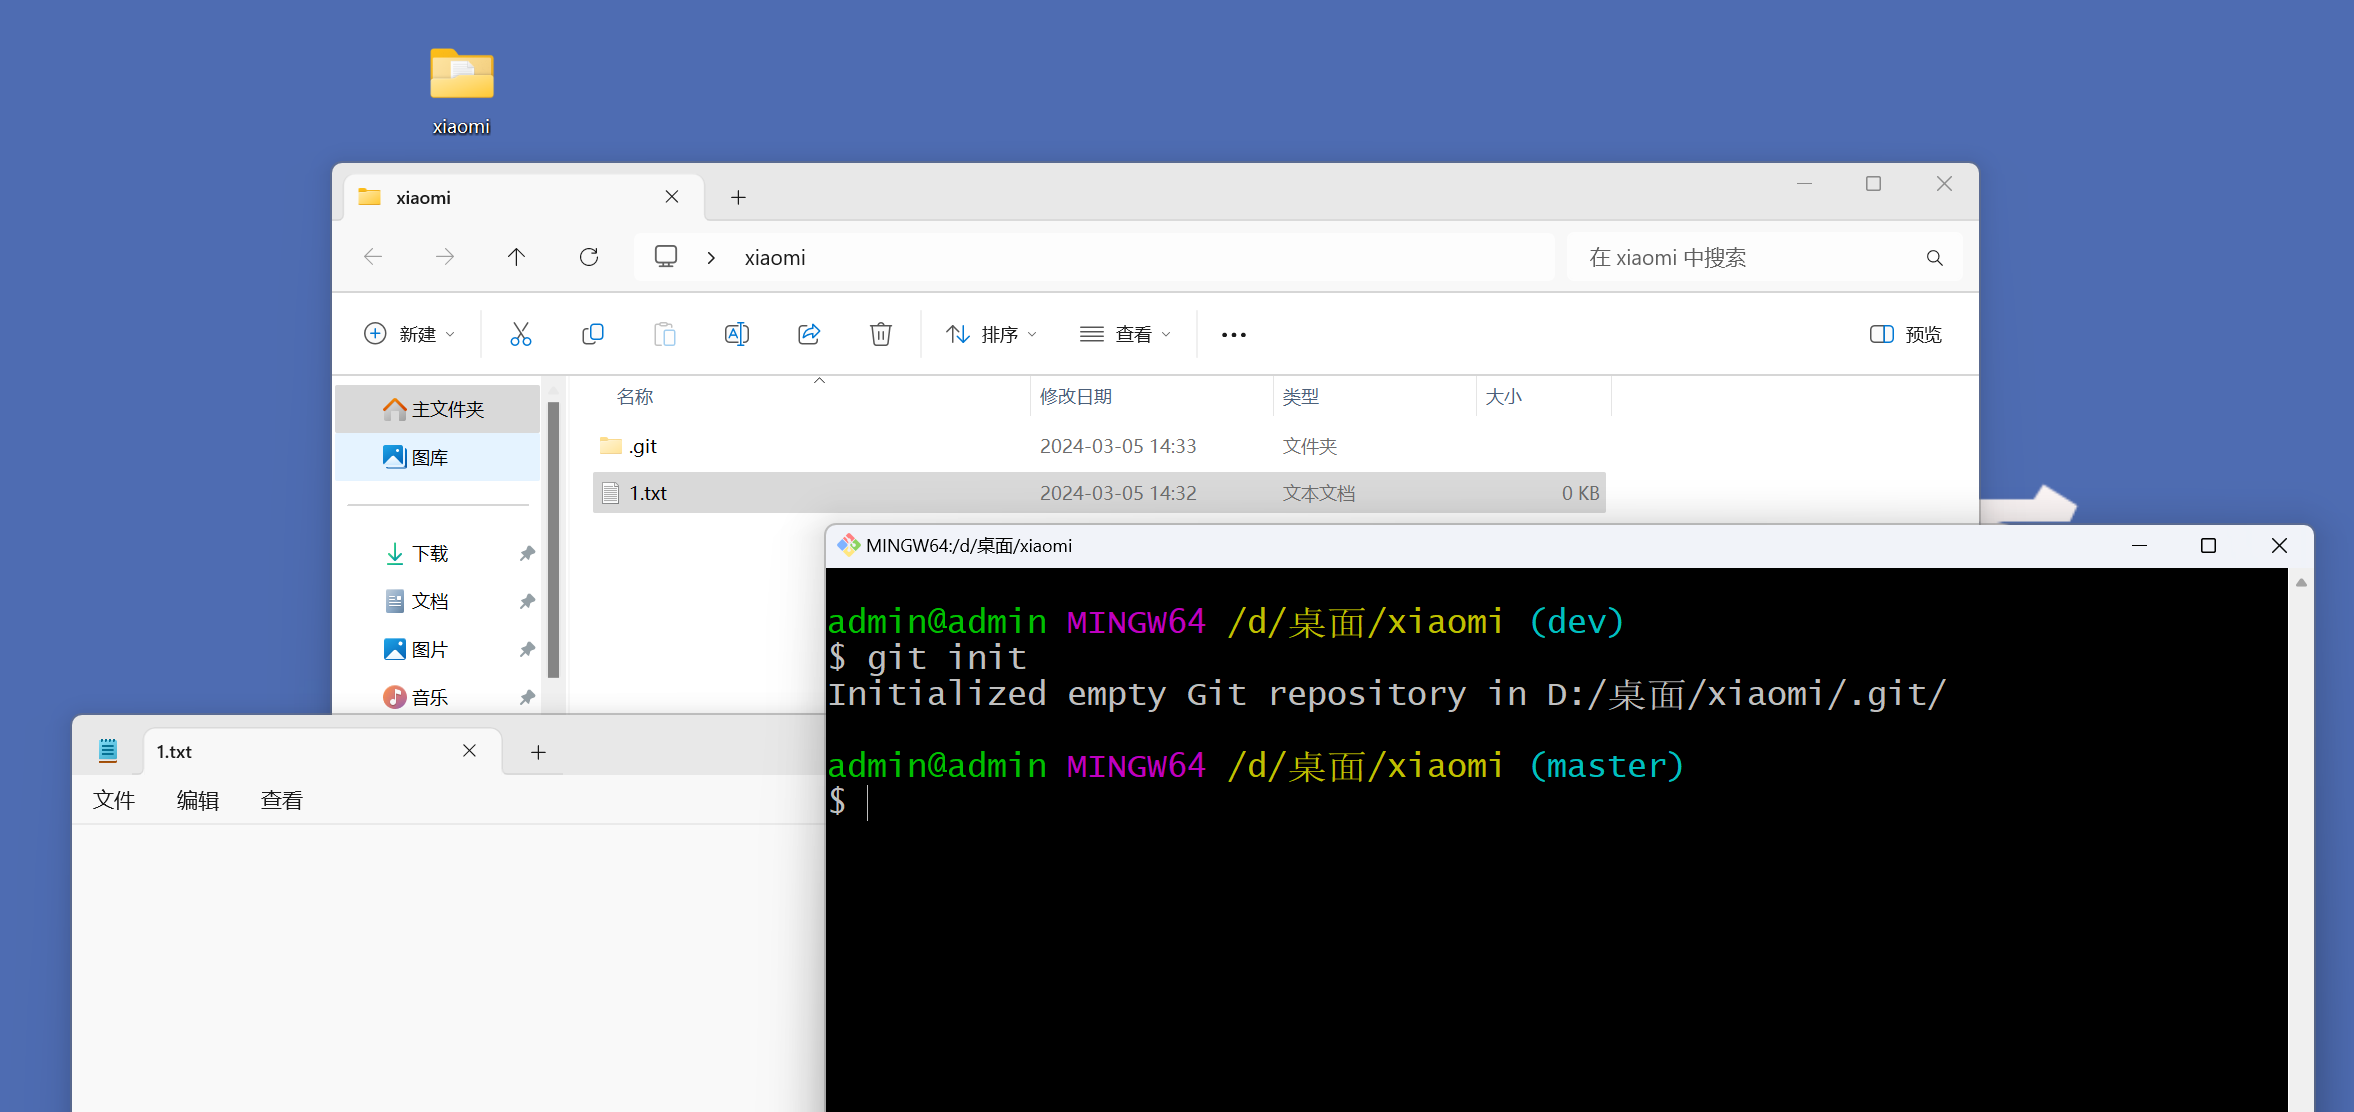 xiaomi
xiaomi
xiaomi
在 xiaomi 中搜索
新建
排序
查看
预览
名称 修改日期 类型 大小
主文件夹
图库
下载
文档
图片
音乐
.git 2024-03-05 14:33 文件夹
1.txt 2024-03-05 14:32 文本文档 0 KB
1.txt
文件 编辑 查看
MINGW64:/d/桌面/xiaomi
admin@admin MINGW64 /d/桌面/xiaomi (dev)
$ git init
Initialized empty Git repository in D:/桌面/xiaomi/.git/
admin@admin MINGW64 /d/桌面/xiaomi (master)
$